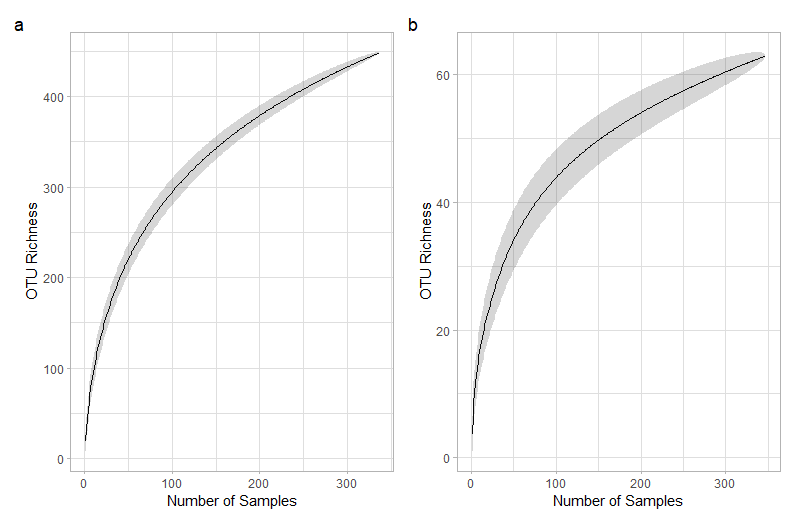 a
OTU Richness
400
300
200
100
0
0 100 200 300
Number of Samples
b
OTU Richness
60
40
20
0
0 100 200 300
Number of Samples